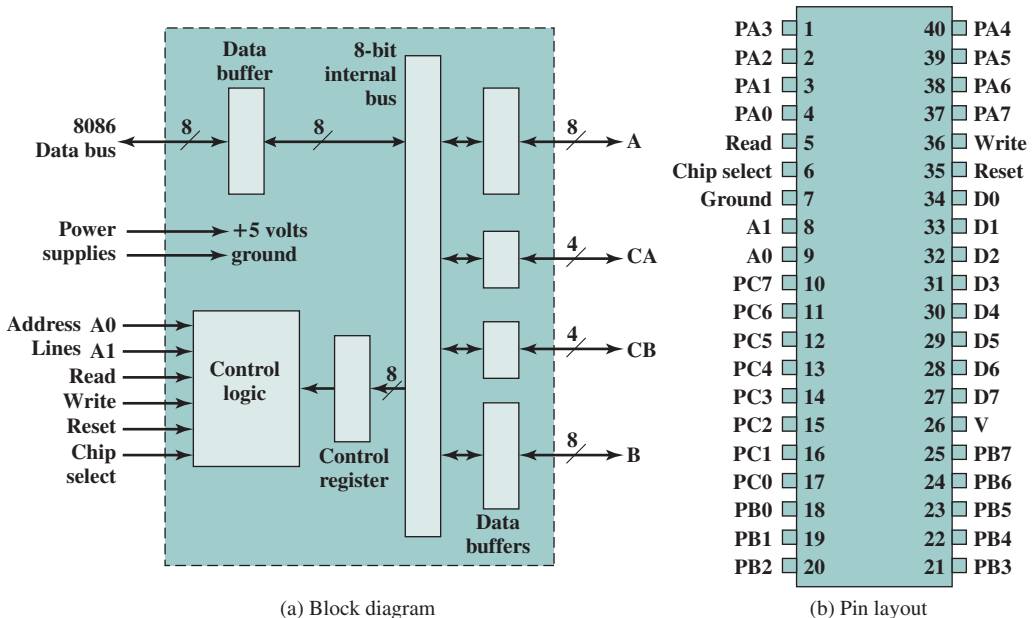 Data
buffer
8-bit
internal
bus
8086
Data bus
8
8
8
A
Power
supplies
+5 volts
ground
4
CA
Address A0
Lines A1
Read
Write
Reset
Chip
select
Control
logic
Control
register
8
4
CB
8
B
Data
buffers
(a) Block diagram
PA3 1 40 PA4
PA2 2 39 PA5
PA1 3 38 PA6
PA0 4 37 PA7
Read 5 36 Write
Chip select 6 35 Reset
Ground 7 34 D0
A1 8 33 D1
A0 9 32 D2
PC7 10 31 D3
PC6 11 30 D4
PC5 12 29 D5
PC4 13 28 D6
PC3 14 27 D7
PC2 15 26 V
PC1 16 25 PB7
PC0 17 24 PB6
PB0 18 23 PB5
PB1 19 22 PB4
PB2 20 21 PB3
(b) Pin layout